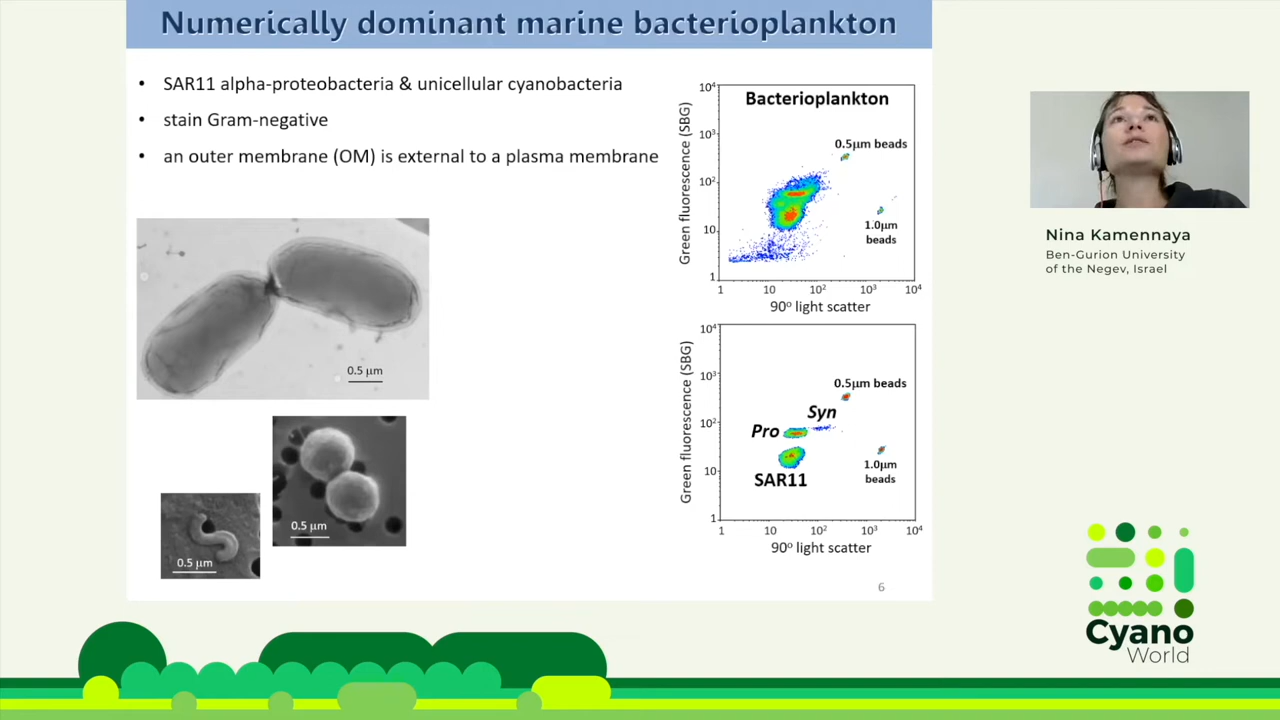 Numerically dominant marine bacterioplankton
• SAR11 alpha-proteobacteria & unicellular cyanobacteria
• stain Gram-negative
• an outer membrane (OM) is external to a plasma membrane
0.5 µm
0.5 µm
0.5 µm
Bacterioplankton
Green fluorescence (SBG)
10⁴
10³
10²
10
1
0.5µm beads
1.0µm
beads
1 10 10² 10³ 10⁴
90º light scatter
Green fluorescence (SBG)
10⁴
10³
10²
10
1
0.5µm beads
Syn
Pro
SAR11
1.0µm
beads
1 10 10² 10³ 10⁴
90º light scatter
6
Nina Kamennaya
Ben-Gurion University
of the Negev, Israel
Cyano
World